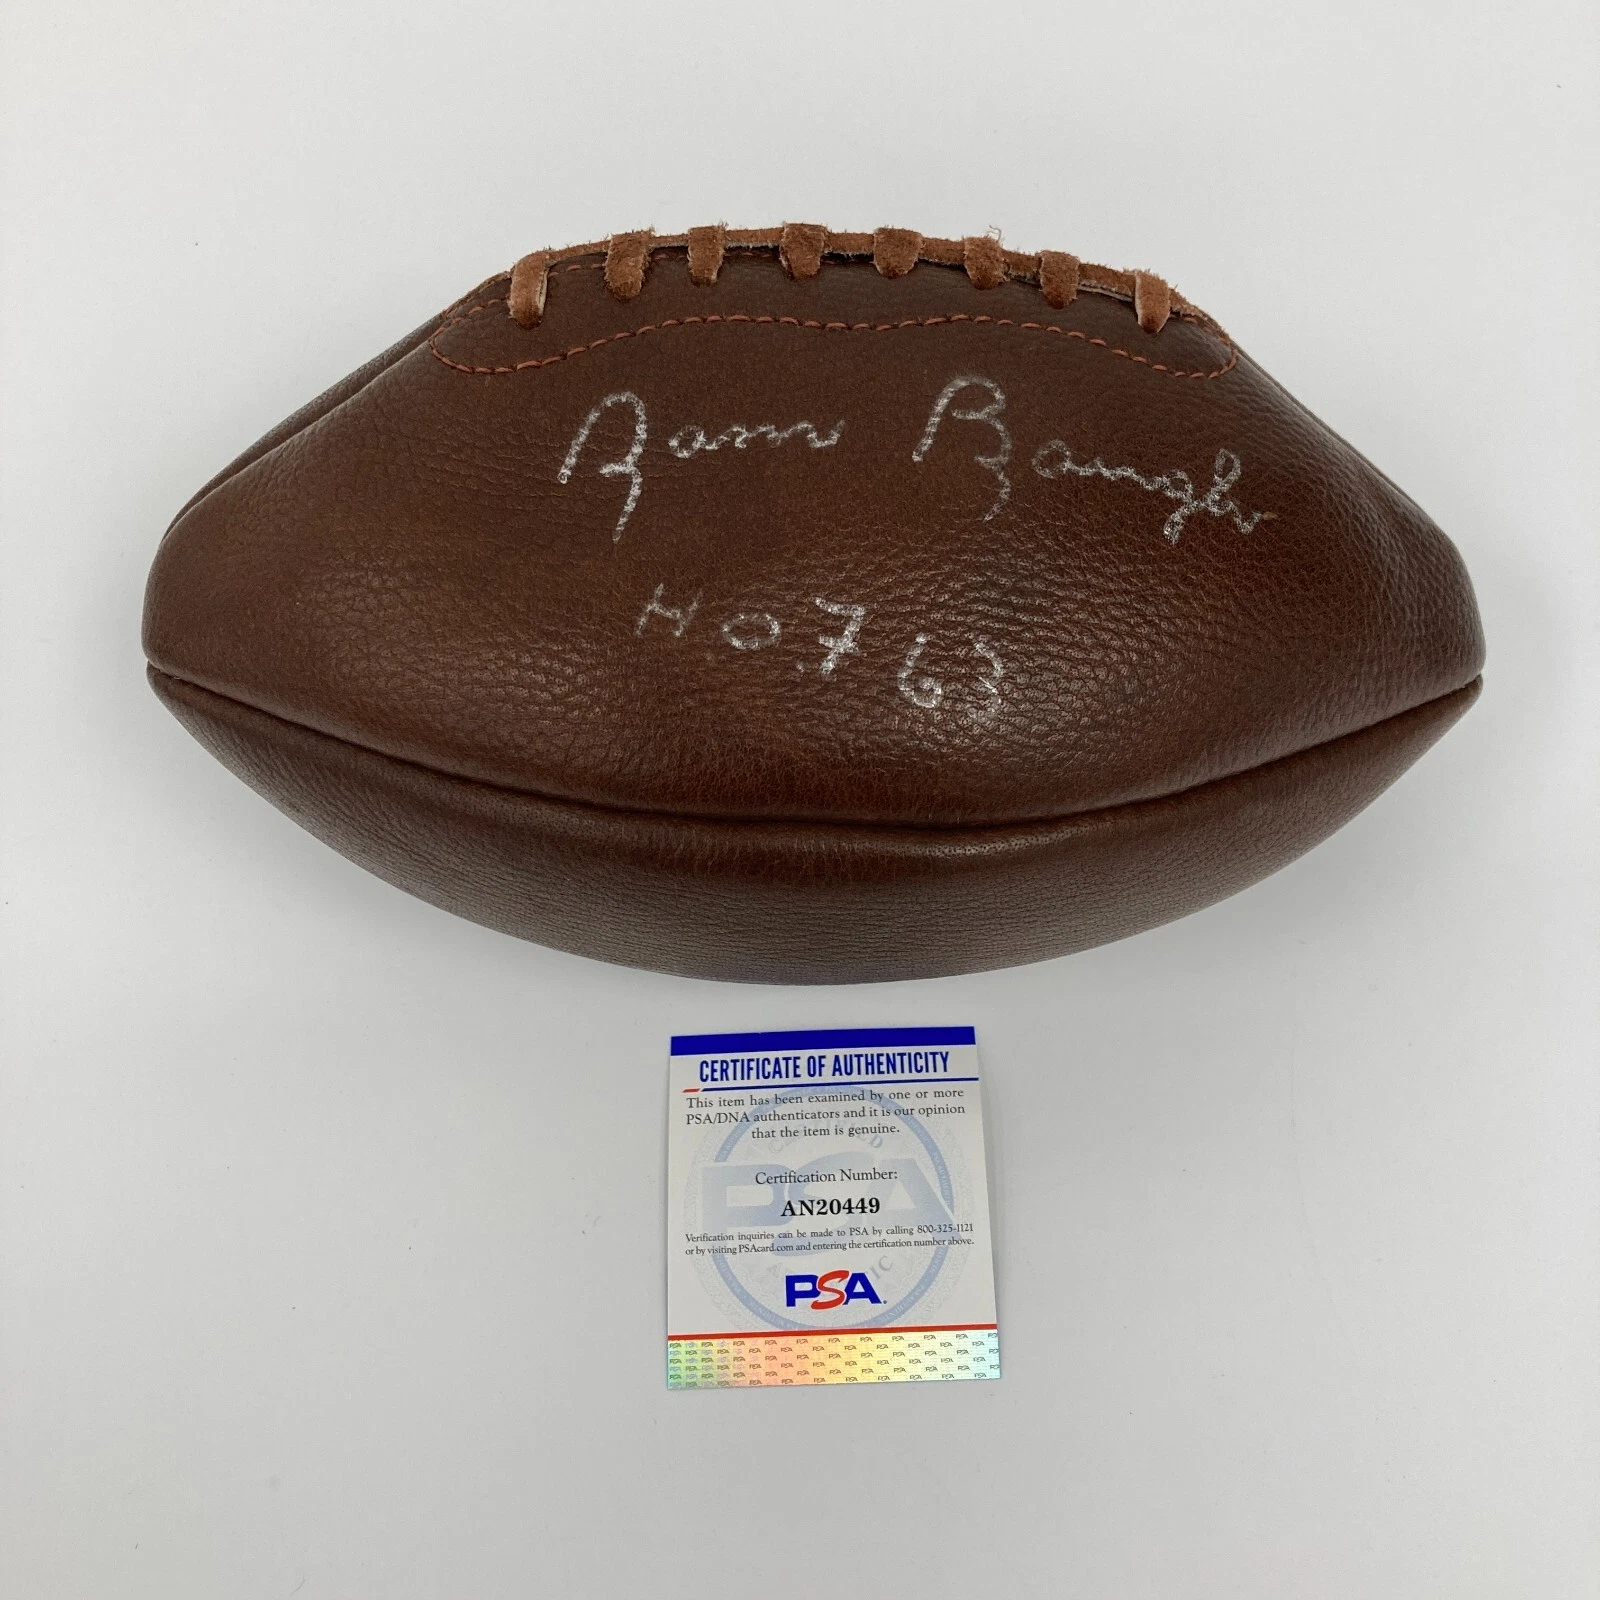 Sam Baugh
HOF 63
CERTIFICATE OF AUTHENTICITY
This item has been examined by one or more
PSA/DNA authenticators and it is our opinion
that the item is genuine.
Certification Number:
AN20449
Verification inquiries can be made to PSA by calling 800-325-1121
or by visiting PSAcard.com and entering the certification number above.
PSA